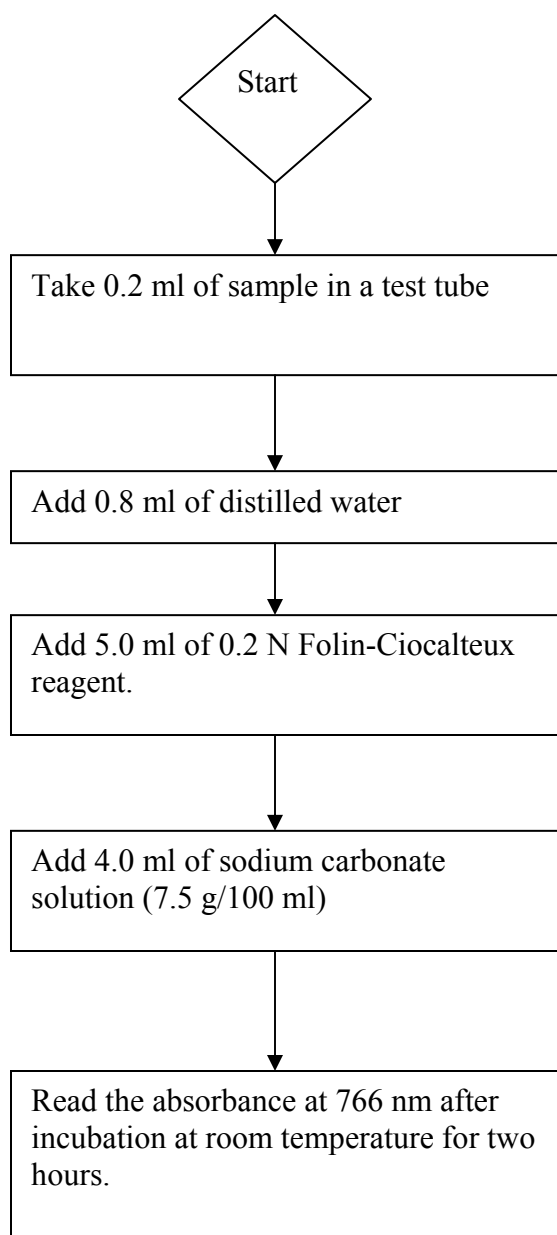 Start
Take 0.2 ml of sample in a test tube
Add 0.8 ml of distilled water
Add 5.0 ml of 0.2 N Folin-Ciocalteux
reagent.
Add 4.0 ml of sodium carbonate
solution (7.5 g/100 ml)
Read the absorbance at 766 nm after
incubation at room temperature for two
hours.